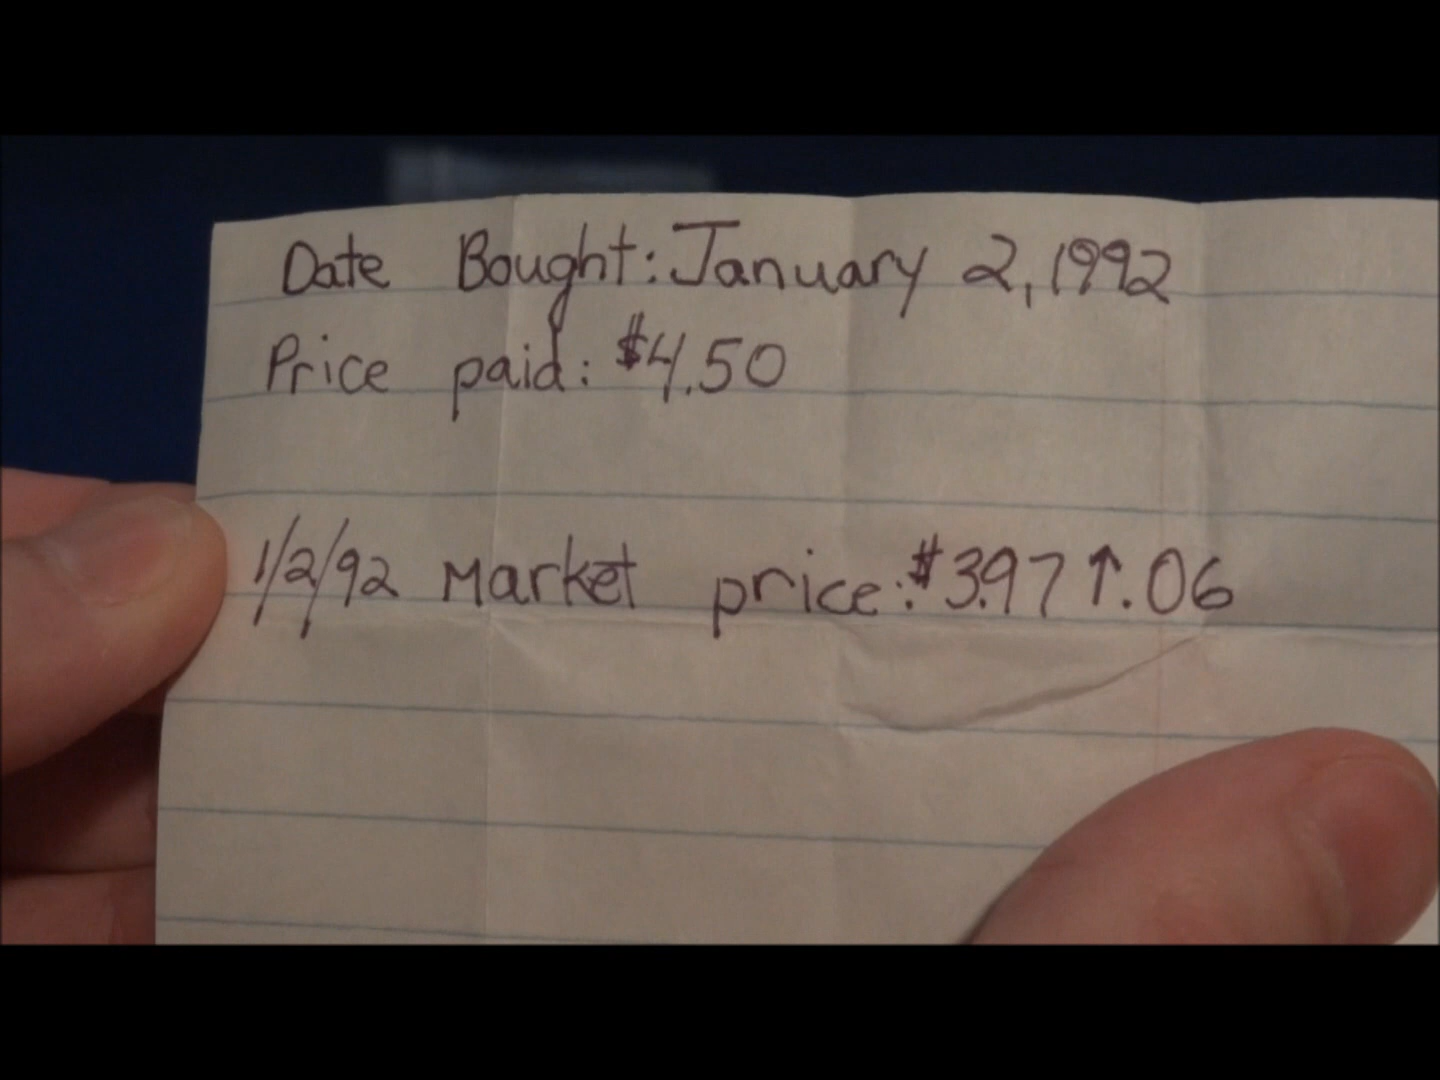 Date Bought: January 2, 1992
Price paid: $4.50
1/2/92 Market price: $3.97 ↑.06